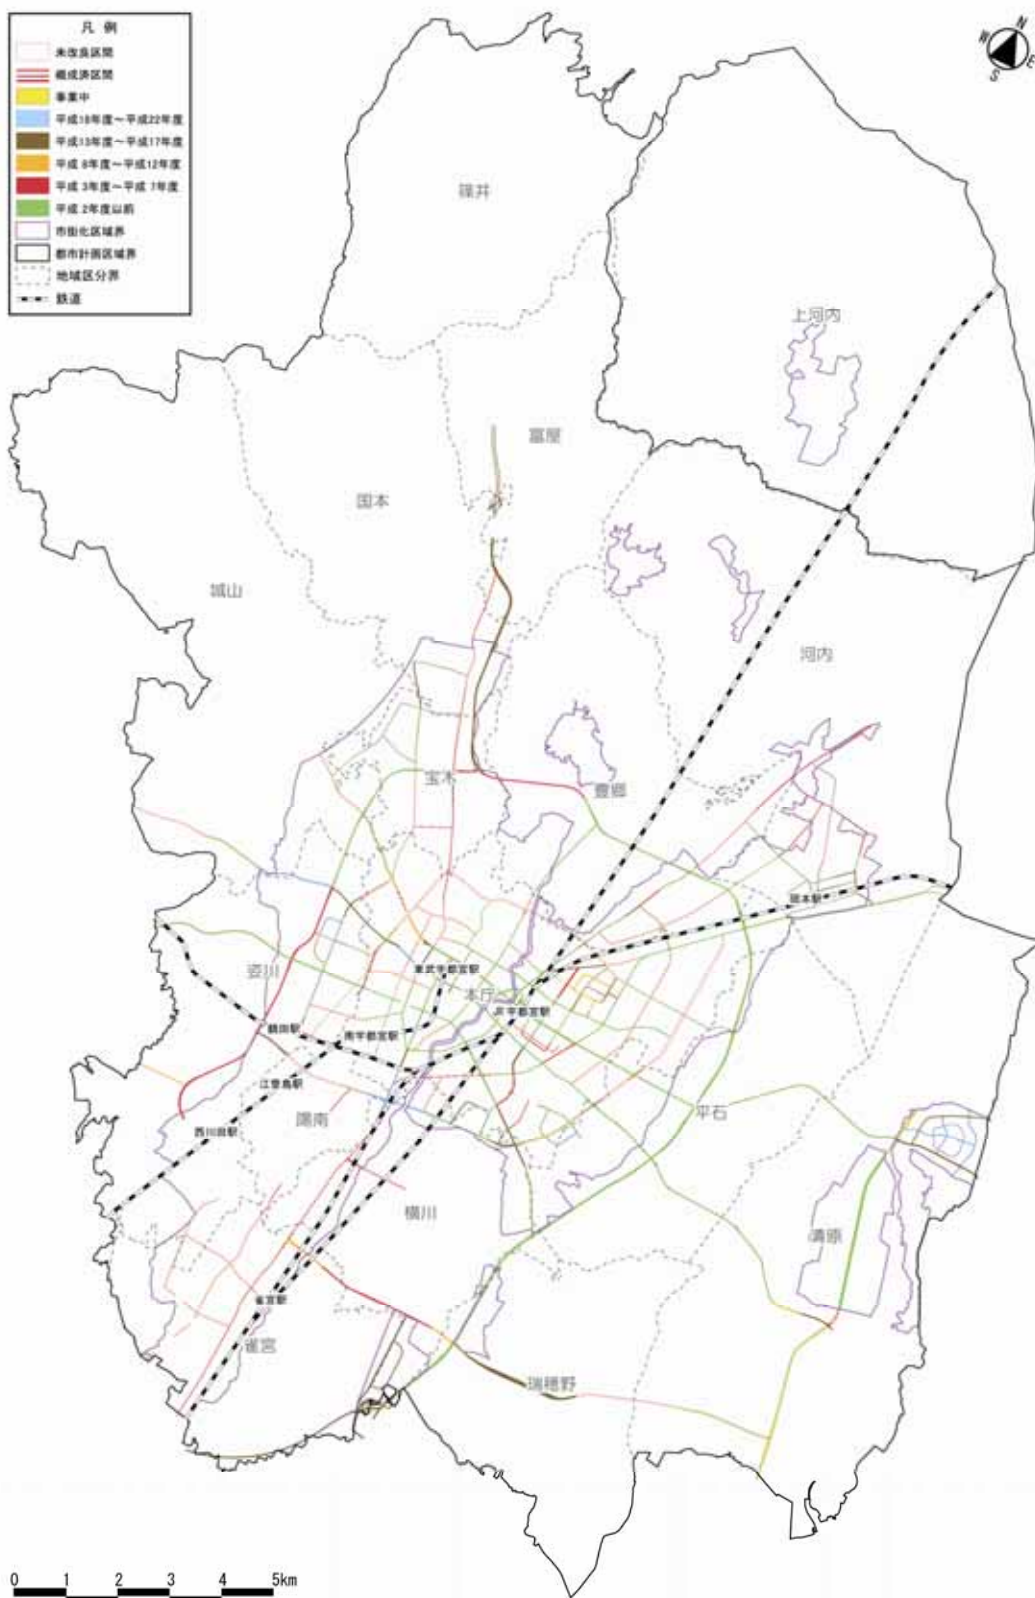 凡 例
未改良区間
概成済区間
事業中
平成18年度～平成22年度
平成13年度～平成17年度
平成 8年度～平成12年度
平成 3年度～平成 7年度
平成 2年度以前
市街化区域界
都市計画区域界
地域区分界
鉄道
N
W
E
S
篠井
上河内
富屋
国本
城山
河内
宝木
豊郷
岡本駅
姿川
東武宇都宮駅
本庁
JR宇都宮駅
鶴田駅
南宇都宮駅
江曽島駅
陽南
平石
西川田駅
横川
清原
雀宮駅
雀宮
瑞穂野
0 1 2 3 4 5km